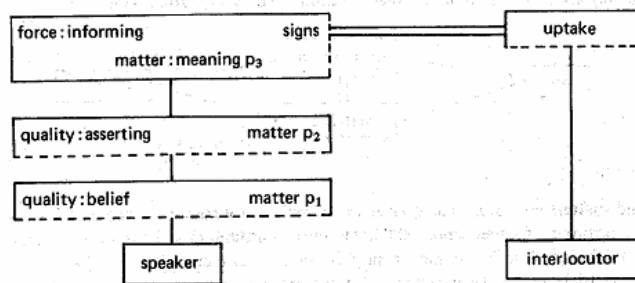 force: informing signs
matter: meaning p₃
uptake
quality: asserting matter p₂
quality: belief matter p₁
speaker
interlocutor